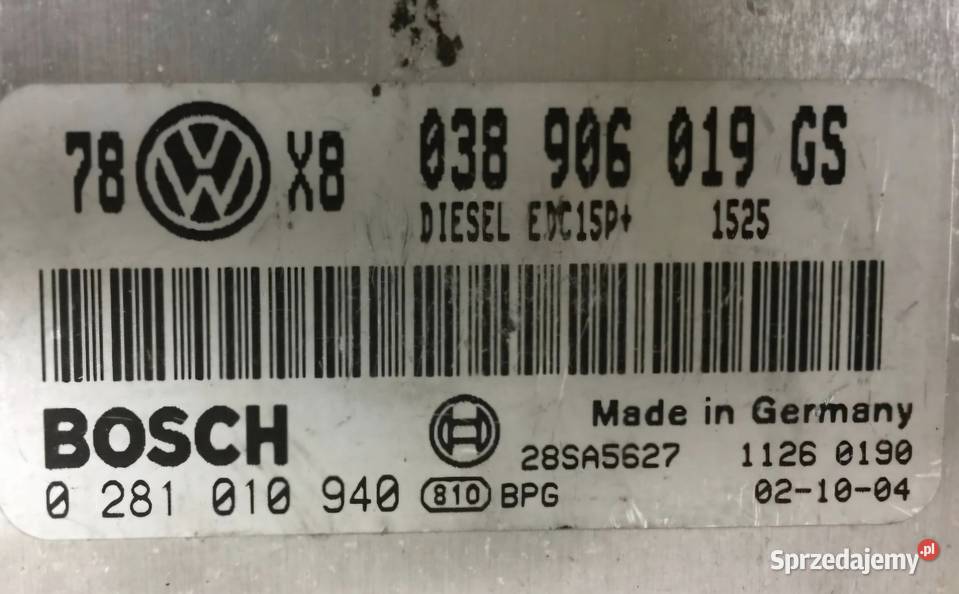 78 VW X8 038 906 019 GS
DIESEL EDC15P+ 1525
BOSCH
Made in Germany
28SA5627 1126 0190
0 281 010 940 810 BPG 02-10-04
Sprzedajemy.pl